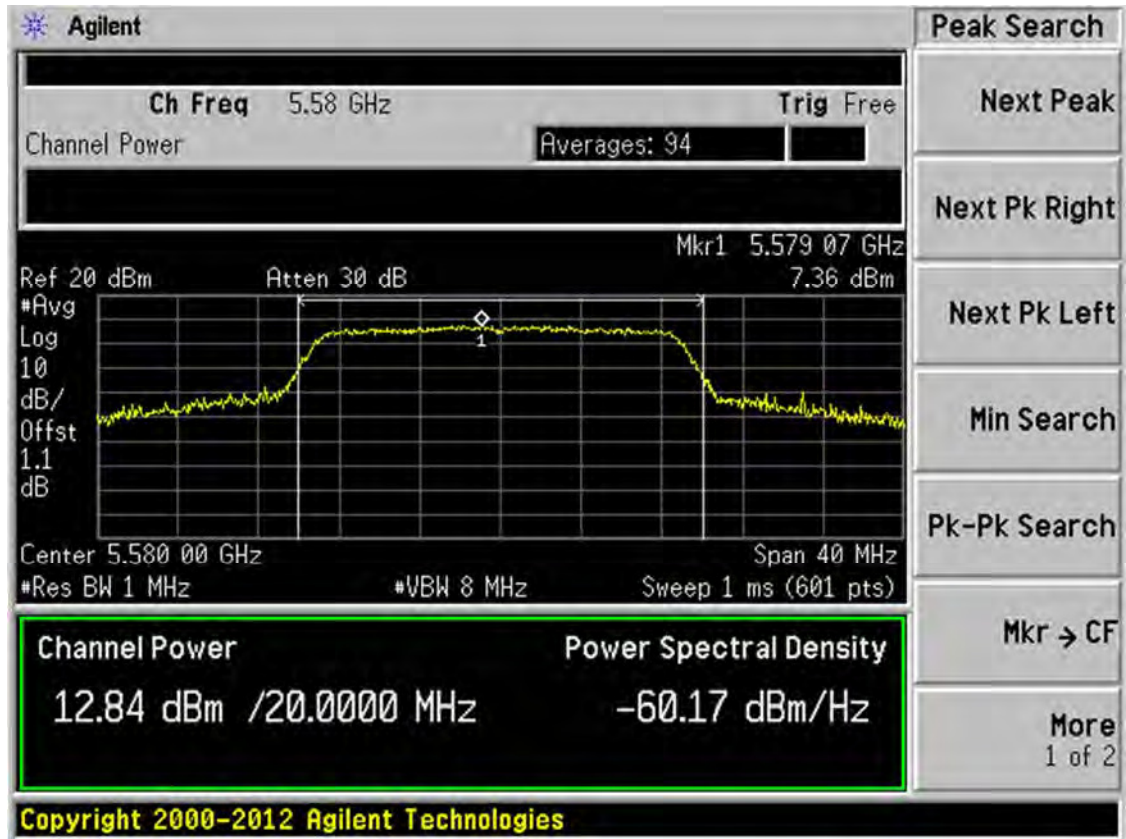 Agilent
Peak Search
Ch Freq 5.58 GHz Trig Free
Channel Power Averages: 94
Mkr1 5.579 07 GHz
Ref 20 dBm Atten 30 dB 7.36 dBm
#Avg
Log
10
dB/
Offst
1.1
dB
1
Center 5.580 00 GHz Span 40 MHz
#Res BW 1 MHz #VBW 8 MHz Sweep 1 ms (601 pts)
Channel Power Power Spectral Density
12.84 dBm /20.0000 MHz -60.17 dBm/Hz
Next Peak
Next Pk Right
Next Pk Left
Min Search
Pk-Pk Search
Mkr → CF
More
1 of 2
Copyright 2000-2012 Agilent Technologies